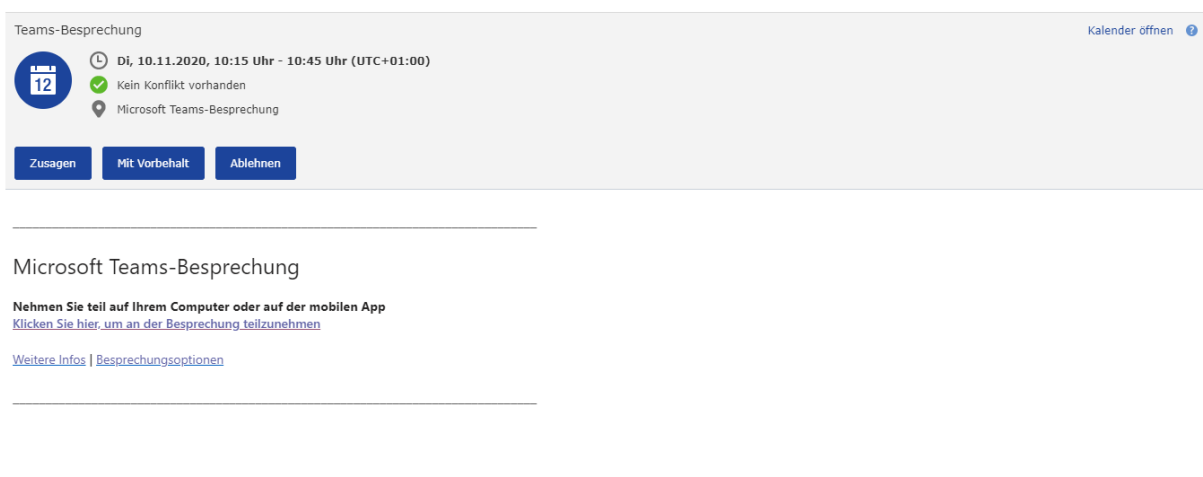 Teams-Besprechung
Kalender öffnen ?
12
Di, 10.11.2020, 10:15 Uhr - 10:45 Uhr (UTC+01:00)
Kein Konflikt vorhanden
Microsoft Teams-Besprechung
Zusagen Mit Vorbehalt Ablehnen
Microsoft Teams-Besprechung
Nehmen Sie teil auf Ihrem Computer oder auf der mobilen App
Klicken Sie hier, um an der Besprechung teilzunehmen
Weitere Infos | Besprechungsoptionen